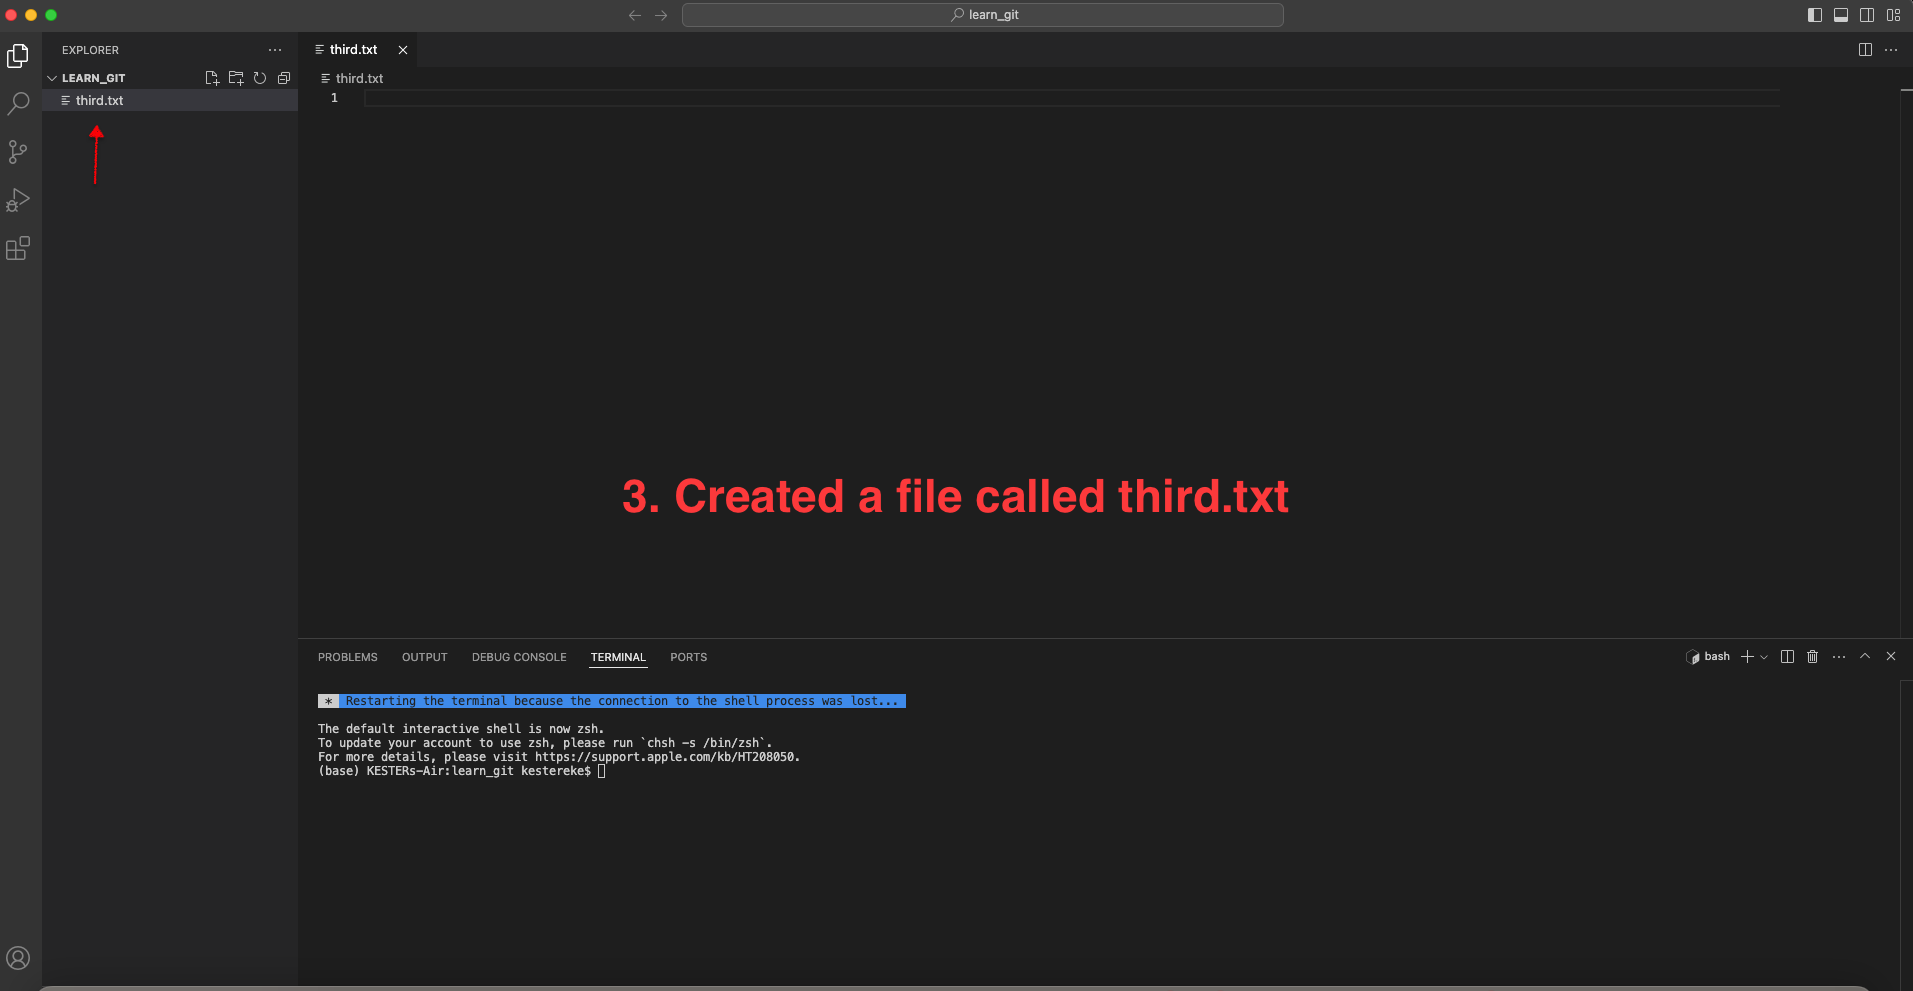 learn_git
EXPLORER
LEARN_GIT
third.txt
third.txt
third.txt
1
3. Created a file called third.txt
PROBLEMS OUTPUT DEBUG CONSOLE TERMINAL PORTS
bash
* Restarting the terminal because the connection to the shell process was lost...
The default interactive shell is now zsh.
To update your account to use zsh, please run `chsh -s /bin/zsh`.
For more details, please visit https://support.apple.com/kb/HT208050.
(base) KESTERs-Air:learn_git kestereke$